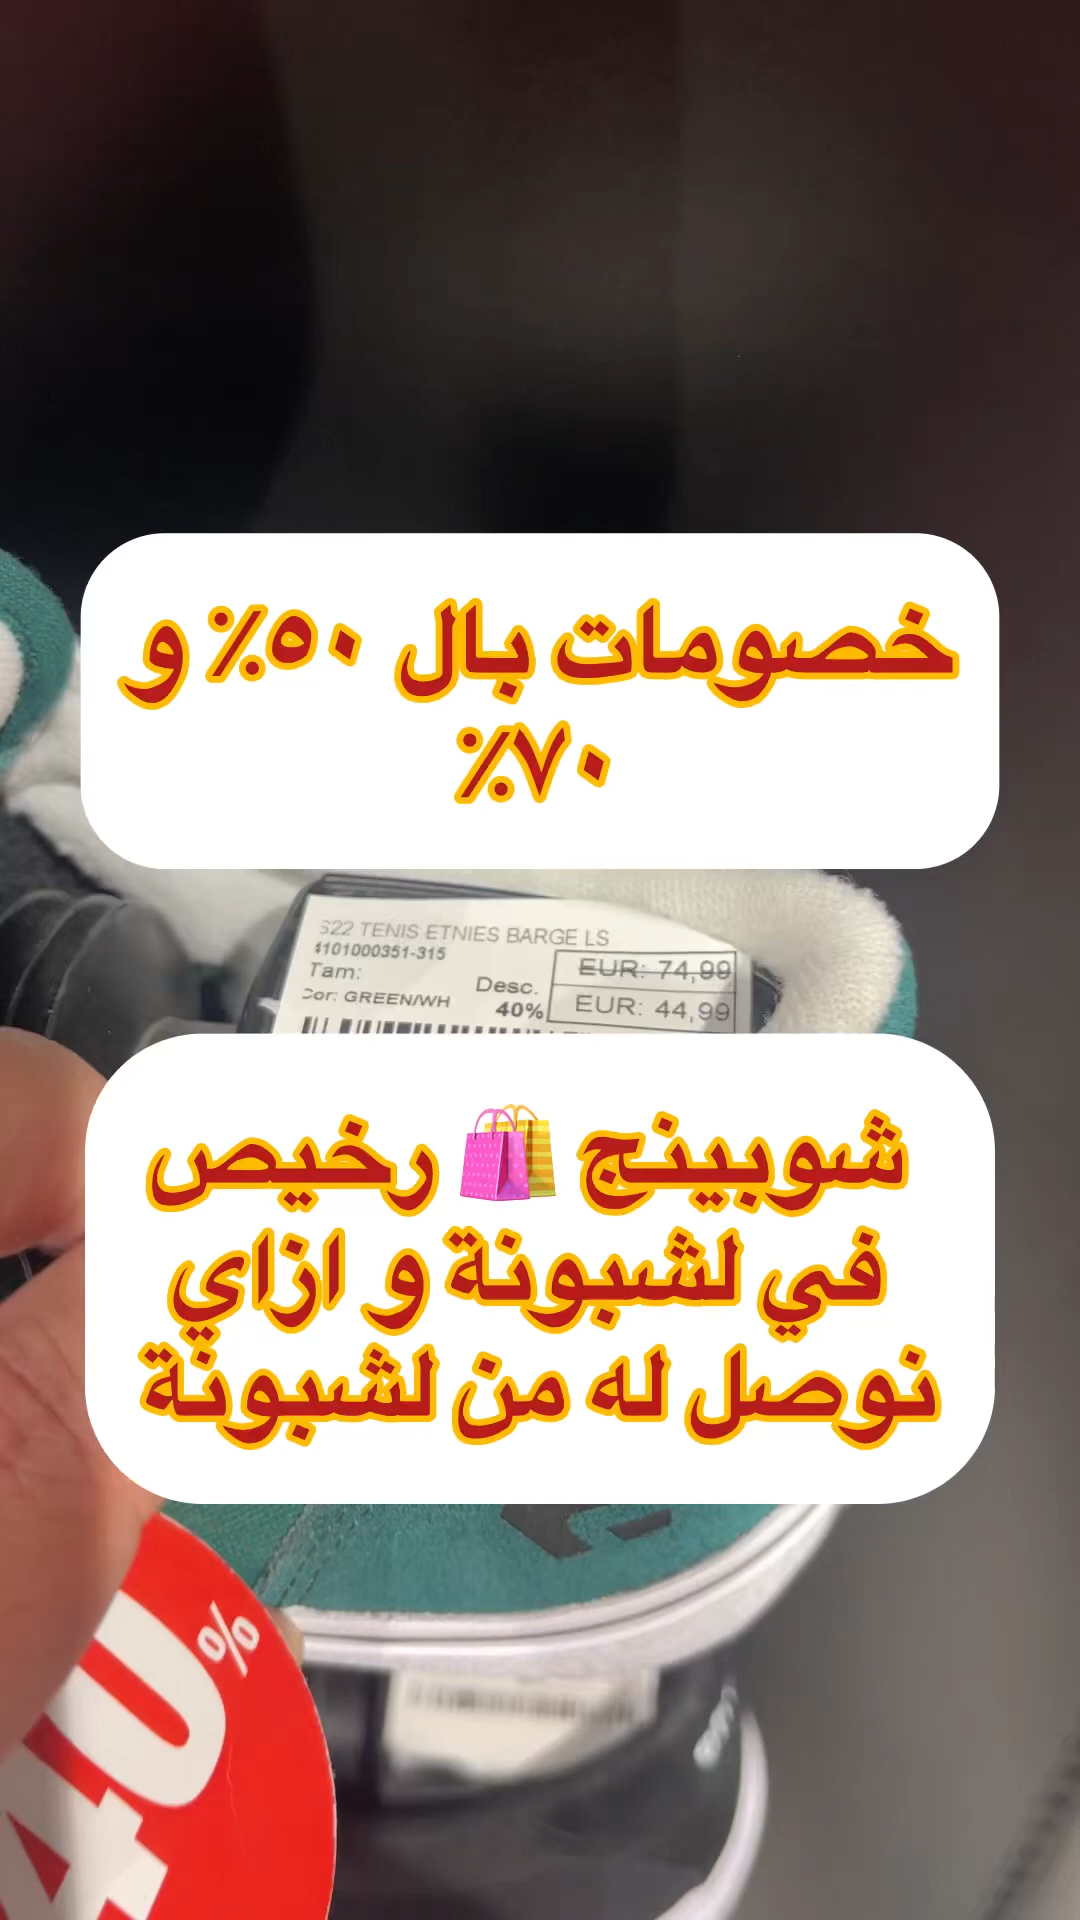 خصومات بال ٥٠٪ و
٧٠٪
S22 TENIS ETNIES BARGE LS
4101000351-315
Tam:
Cor: GREEN/WH
Desc.
40%
EUR: 74,99
EUR: 44,99
شوبينج 🛍️ رخيص
في لشبونة و ازاي
نوصل له من لشبونة
40%